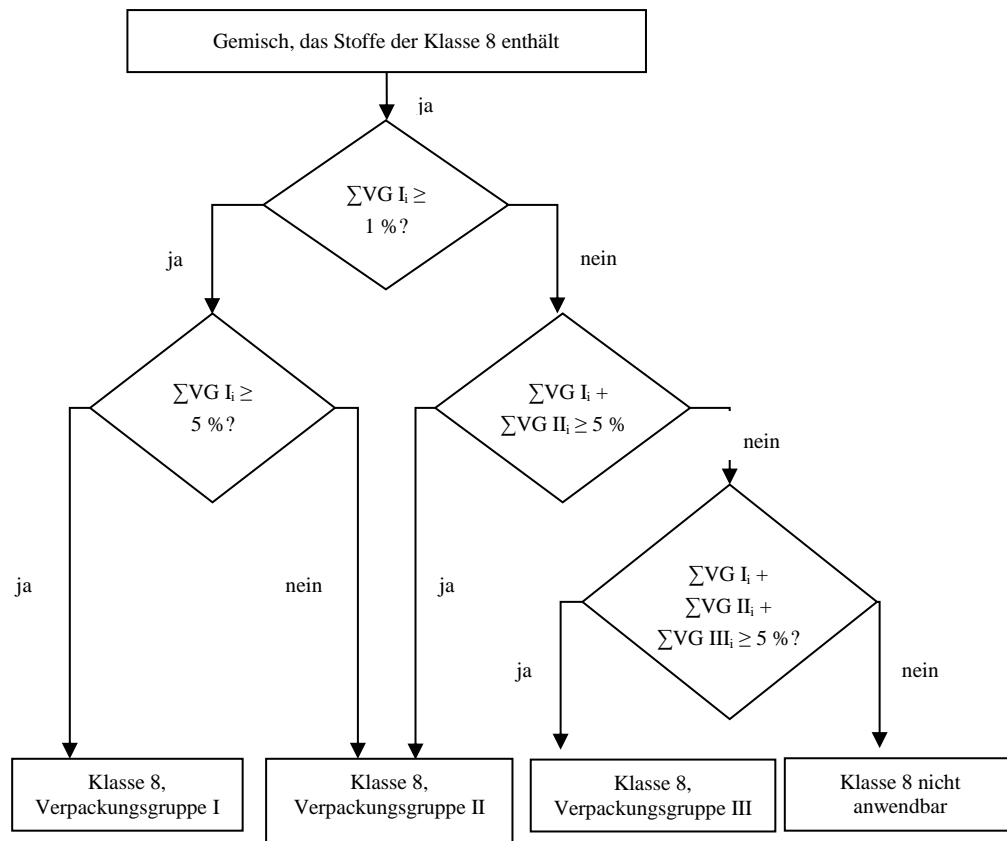 Gemisch, das Stoffe der Klasse 8 enthält
ja
∑VG Iᵢ ≥
1 %?
ja
nein
∑VG Iᵢ ≥
5 %?
∑VG Iᵢ +
∑VG IIᵢ ≥ 5 %
nein
ja
nein
ja
∑VG Iᵢ +
∑VG IIᵢ +
∑VG IIIᵢ ≥ 5 %?
ja
nein
Klasse 8,
Verpackungsgruppe I
Klasse 8,
Verpackungsgruppe II
Klasse 8,
Verpackungsgruppe III
Klasse 8 nicht
anwendbar